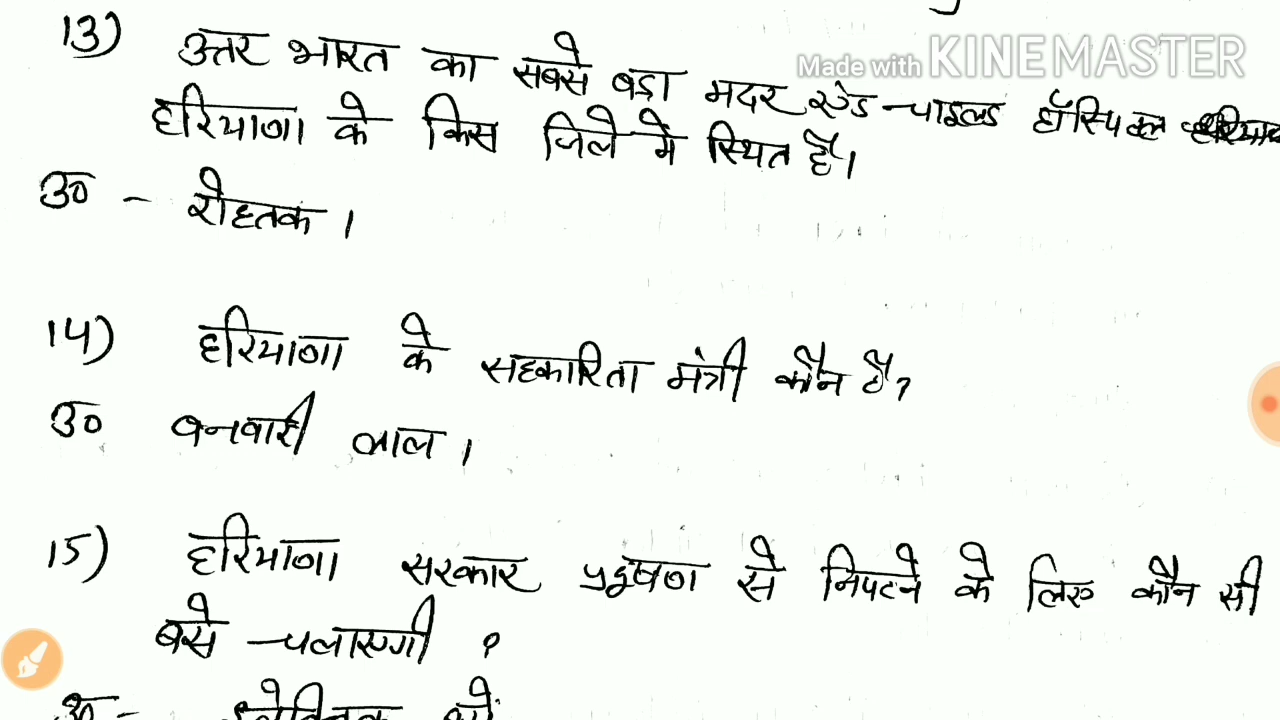 Made with KINEMASTER
13) उत्तर भारत का सबसे बड़ा मदर एंड चाइल्ड हॉस्पिटल
हरियाणा के किस जिले मे स्थित है।
उ० - रोहतक ।
14) हरियाणा के सहकारिता मंत्री कौन है?
उ० बनवारी लाल ।
15) हरियाणा सरकार प्रदूषण से निपटने के लिए कौन सी
बसे चलाएगी ?
उ० -